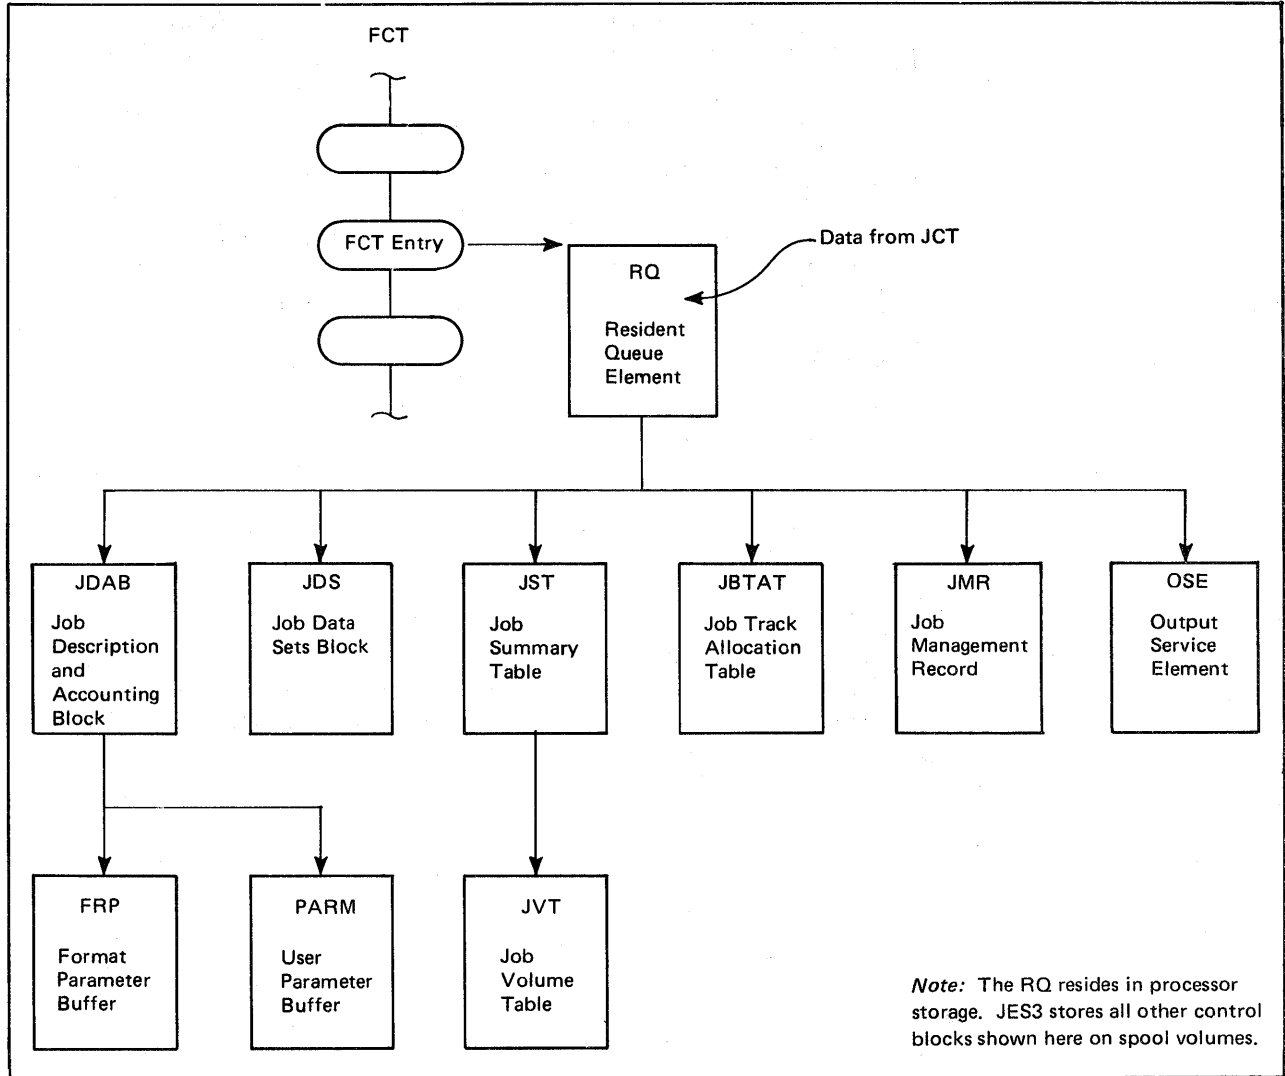 FCT
FCT Entry
Data from JCT
RQ
Resident
Queue
Element
JDAB
Job
Description
and
Accounting
Block
JDS
Job Data
Sets Block
JST
Job
Summary
Table
JBTAT
Job Track
Allocation
Table
JMR
Job
Management
Record
OSE
Output
Service
Element
FRP
Format
Parameter
Buffer
PARM
User
Parameter
Buffer
JVT
Job
Volume
Table
Note: The RQ resides in processor
storage. JES3 stores all other control
blocks shown here on spool volumes.